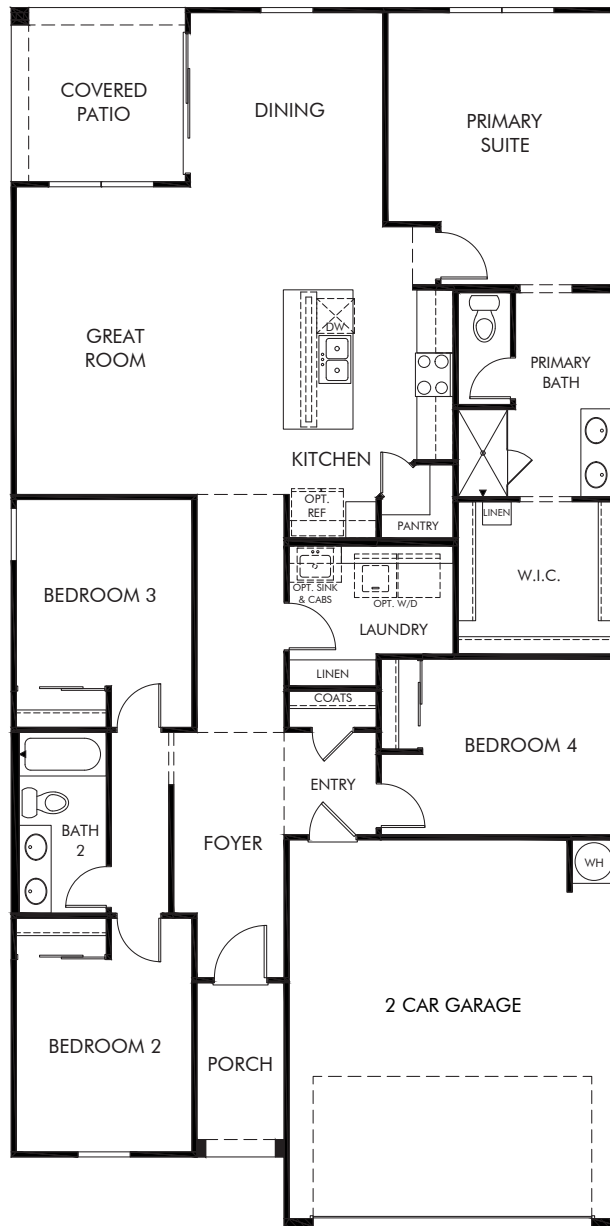 COVERED
PATIO
DINING
PRIMARY
SUITE
GREAT
ROOM
DW
PRIMARY
BATH
KITCHEN
OPT.
REF
PANTRY
LINEN
OPT. SINK
& CABS
OPT. W/D
LAUNDRY
W.I.C.
BEDROOM 3
LINEN
COATS
BEDROOM 4
ENTRY
BATH
2
FOYER
WH
2 CAR GARAGE
BEDROOM 2
PORCH